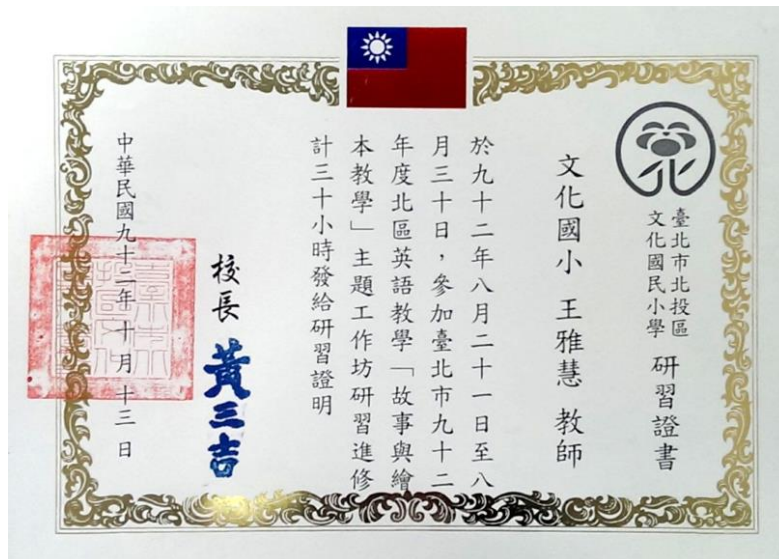 臺北市北投區
文化國民小學
研習證書
文化國小 王雅慧 教師
於九十二年八月二十一日至八
月三十日，參加臺北市九十二
年度北區英語教學「故事與繪
本教學」主題工作坊研習進修
計三十小時發給研習證明
校長 黃三吉
中華民國九十二年十月十三日